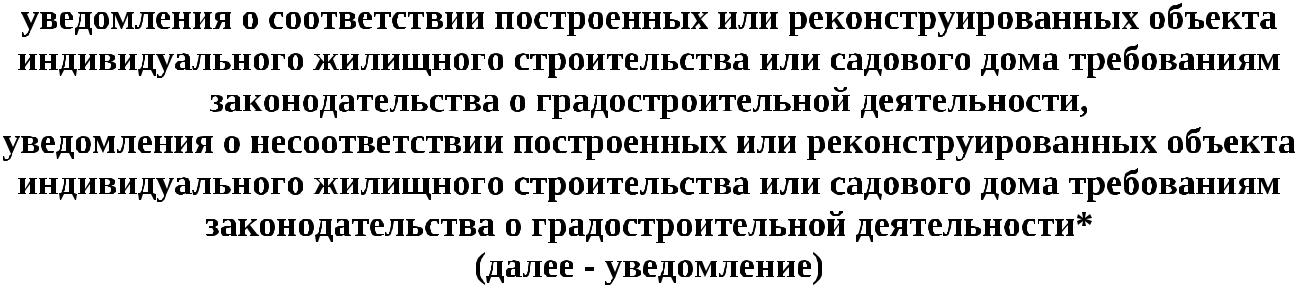 уведомления о соответствии построенных или реконструированных объекта
индивидуального жилищного строительства или садового дома требованиям
законодательства о градостроительной деятельности,
уведомления о несоответствии построенных или реконструированных объекта
индивидуального жилищного строительства или садового дома требованиям
законодательства о градостроительной деятельности*
(далее - уведомление)